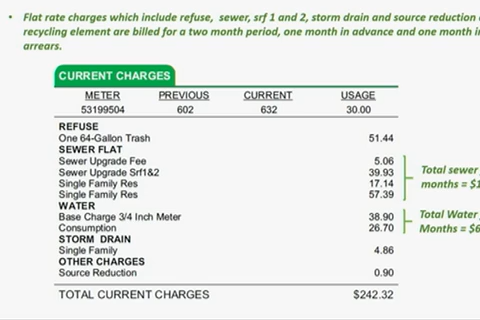 • Flat rate charges which include refuse, sewer, srf 1 and 2, storm drain and source reduction
recycling element are billed for a two month period, one month in advance and one month in
arrears.
CURRENT CHARGES
METER PREVIOUS CURRENT USAGE
53199504 602 632 30.00
REFUSE
One 64-Gallon Trash 51.44
SEWER FLAT
Sewer Upgrade Fee 5.06
Sewer Upgrade Srf1&2 39.93
Single Family Res 17.14
Single Family Res 57.39
Total sewer
months = $1
WATER
Base Charge 3/4 Inch Meter 38.90
Consumption 26.70
Total Water
Months = $6
STORM DRAIN
Single Family 4.86
OTHER CHARGES
Source Reduction 0.90
TOTAL CURRENT CHARGES $242.32